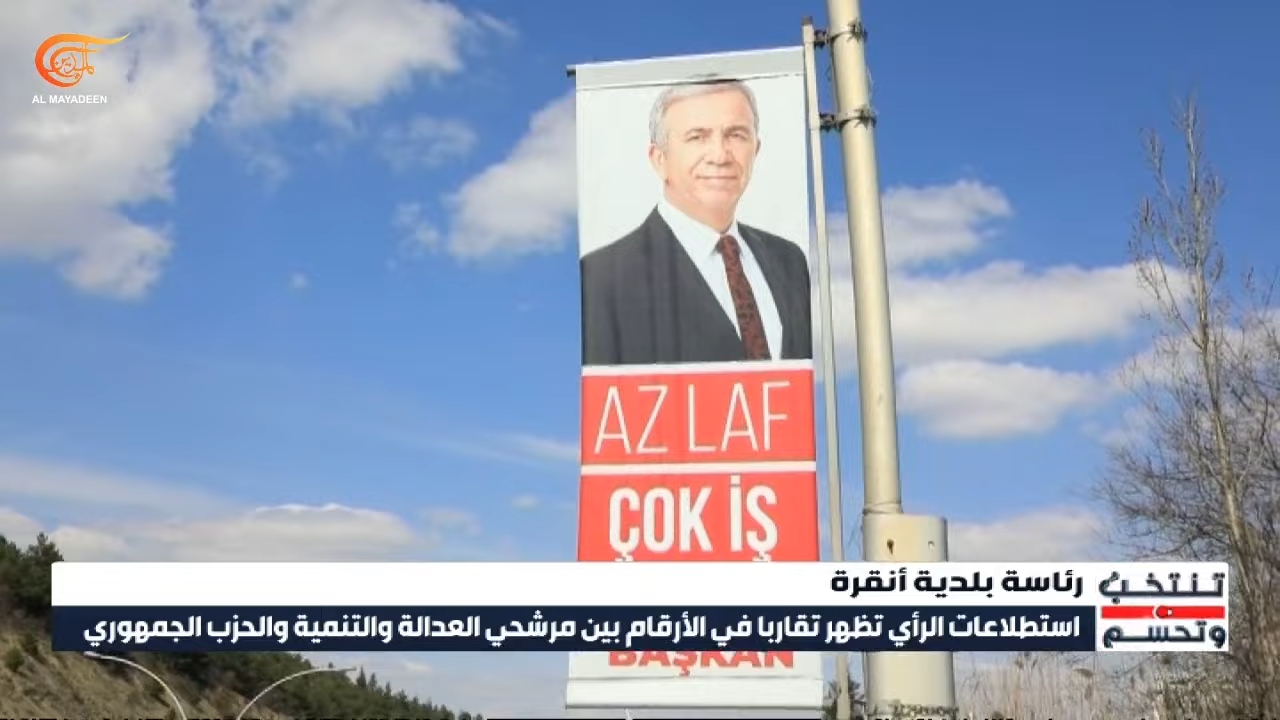 AL MAYADEEN
AZ LAF
ÇOK İŞ
رئاسة بلدية أنقرة
استطلاعات الرأي تظهر تقاربا في الأرقام بين مرشحي العدالة والتنمية والحزب الجمهوري
تنتخب
وتحسم
BAŞKAN